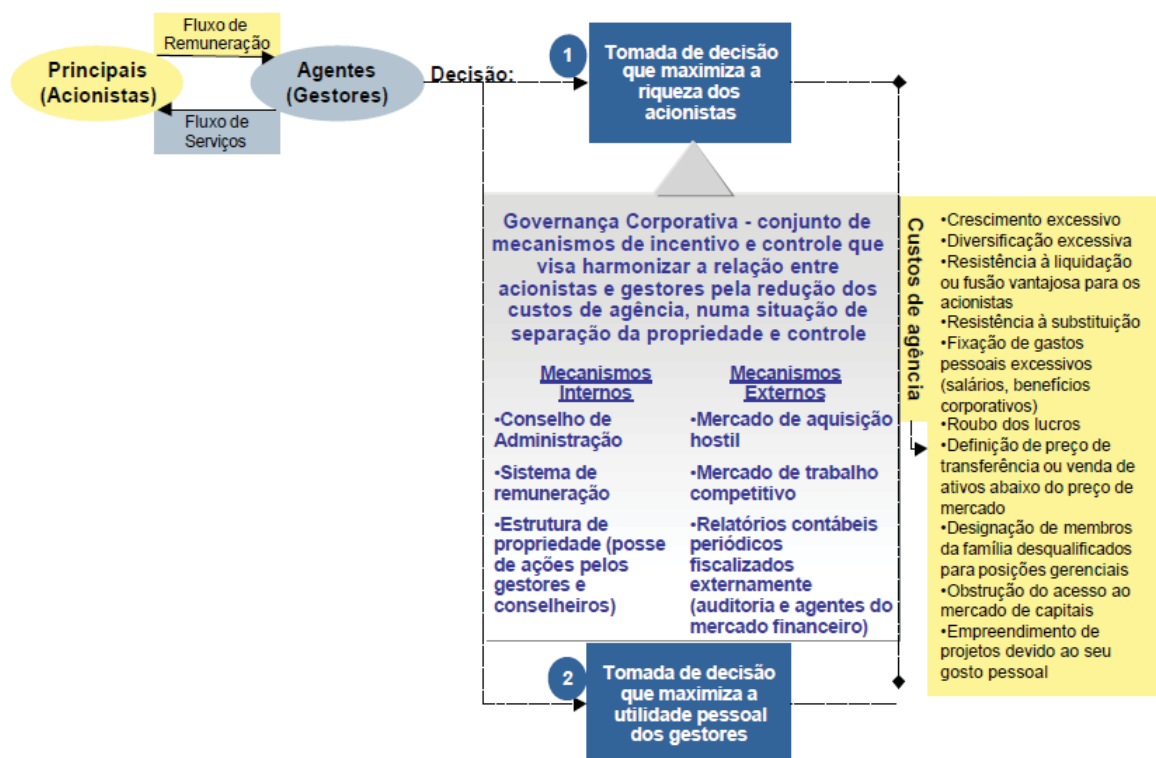 Fluxo de
Remuneração
Principais
(Acionistas)
Agentes
(Gestores)
Fluxo de
Serviços
Decisão:
1
Tomada de decisão
que maximiza a
riqueza dos
acionistas
Governança Corporativa - conjunto de
mecanismos de incentivo e controle que
visa harmonizar a relação entre
acionistas e gestores pela redução dos
custos de agência, numa situação de
separação da propriedade e controle
Mecanismos
Internos
•Conselho de
Administração
•Sistema de
remuneração
•Estrutura de
propriedade (posse
de ações pelos
gestores e
conselheiros)
Mecanismos
Externos
•Mercado de aquisição
hostil
•Mercado de trabalho
competitivo
•Relatórios contábeis
periódicos
fiscalizados
externamente
(auditoria e agentes do
mercado financeiro)
2
Tomada de decisão
que maximiza a
utilidade pessoal
dos gestores
Custos de agência
•Crescimento excessivo
•Diversificação excessiva
•Resistência à liquidação
ou fusão vantajosa para os
acionistas
•Resistência à substituição
•Fixação de gastos
pessoais excessivos
(salários, benefícios
corporativos)
•Roubo dos lucros
•Definição de preço de
transferência ou venda de
ativos abaixo do preço de
mercado
•Designação de membros
da família desqualificados
para posições gerenciais
•Obstrução do acesso ao
mercado de capitais
•Empreendimento de
projetos devido ao seu
gosto pessoal